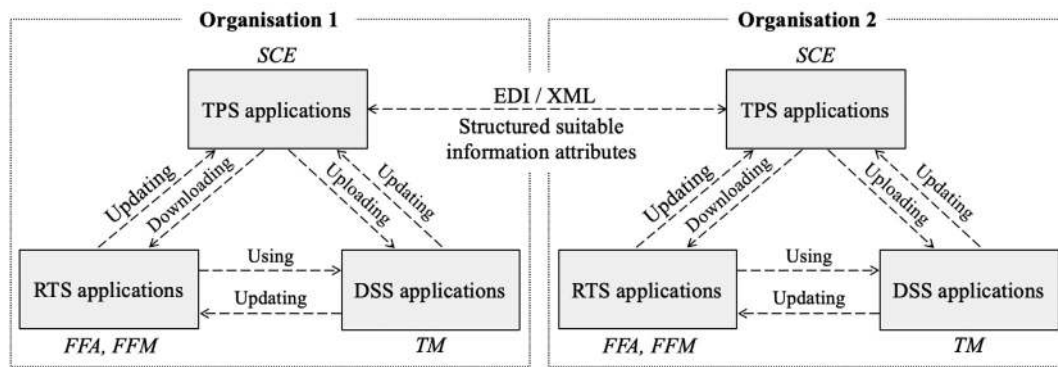 Organisation 1
SCE
TPS applications
Updating
Downloading
Uploading
Updating
RTS applications
Using
Updating
DSS applications
FFA, FFM
TM
EDI / XML
Structured suitable
information attributes
Organisation 2
SCE
TPS applications
Updating
Downloading
Uploading
Updating
RTS applications
Using
Updating
DSS applications
FFA, FFM
TM